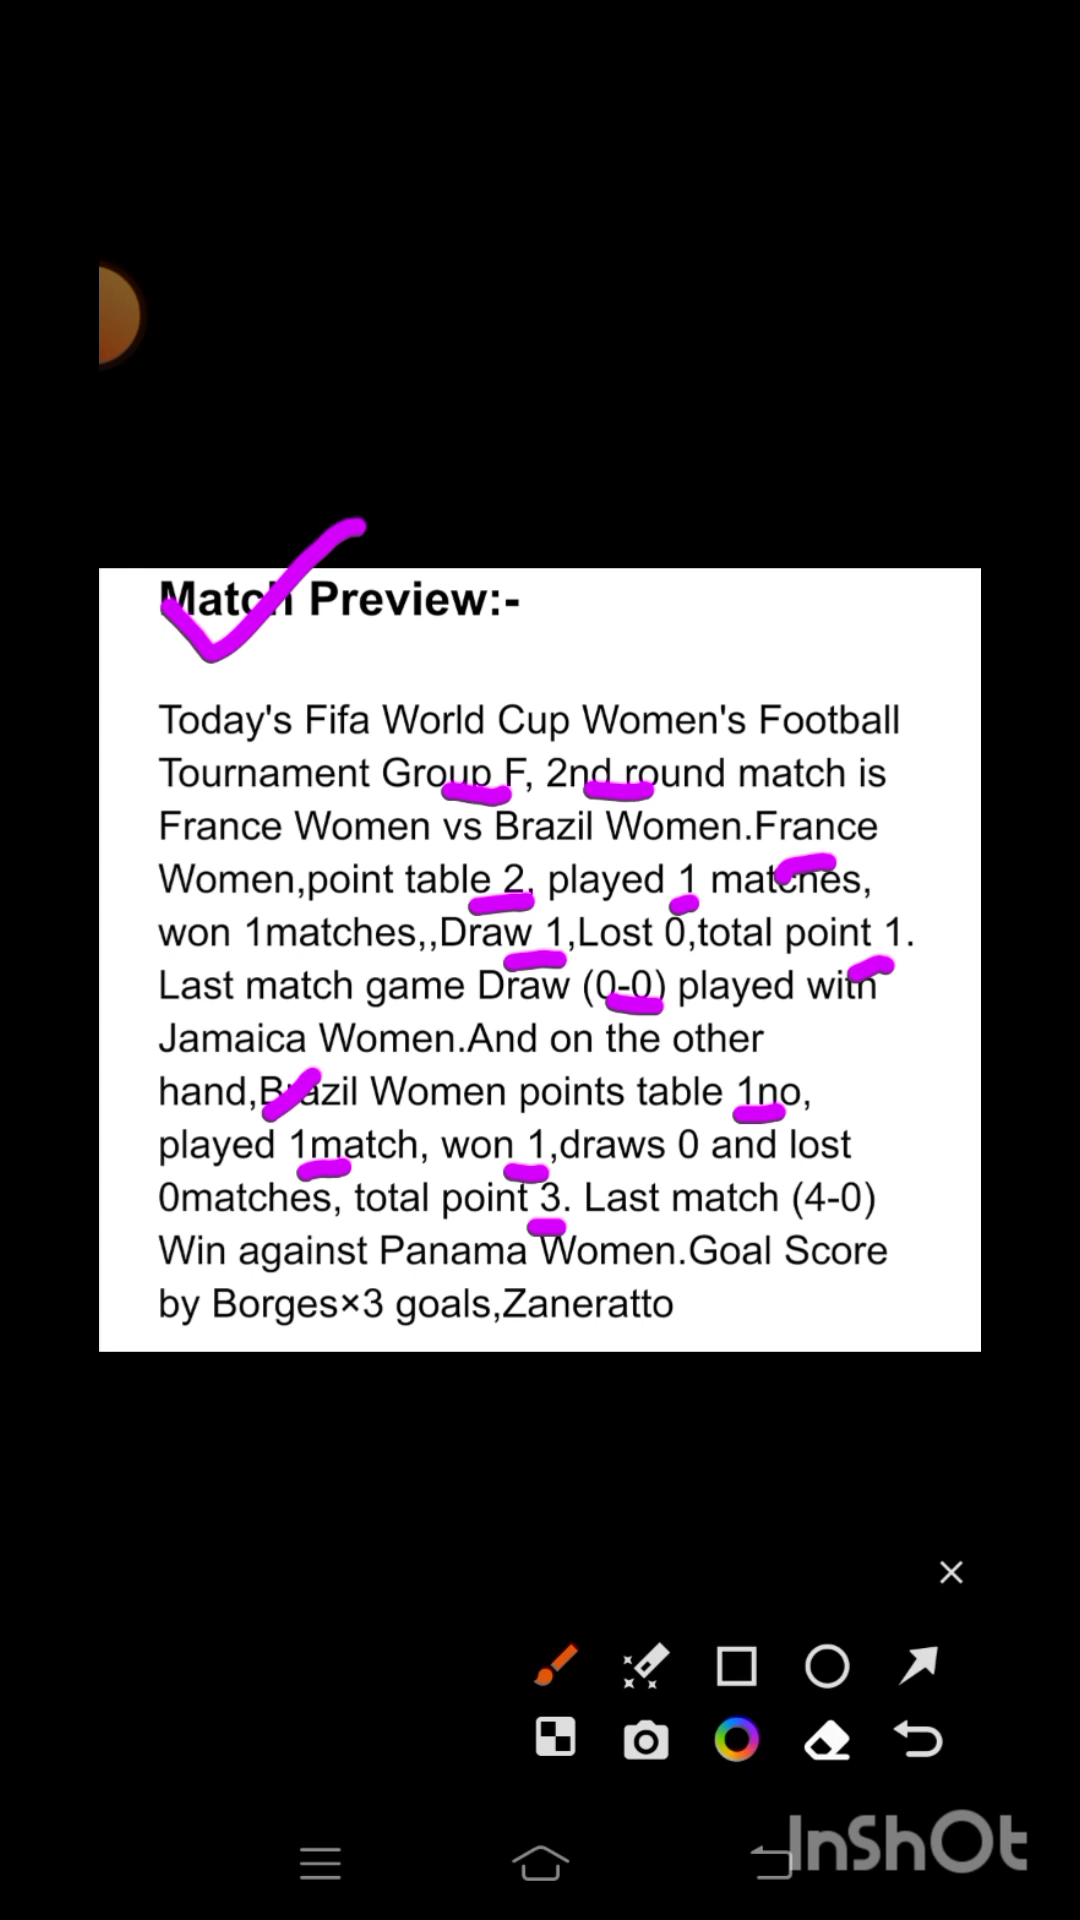 Match Preview:-
Today's Fifa World Cup Women's Football
Tournament Group F, 2nd round match is
France Women vs Brazil Women.France
Women,point table 2, played 1 matches,
won 1matches,,Draw 1,Lost 0,total point 1.
Last match game Draw (0-0) played with
Jamaica Women.And on the other
hand,Brazil Women points table 1no,
played 1match, won 1,draws 0 and lost
0matches, total point 3. Last match (4-0)
Win against Panama Women.Goal Score
by Borges×3 goals,Zaneratto
InShOt